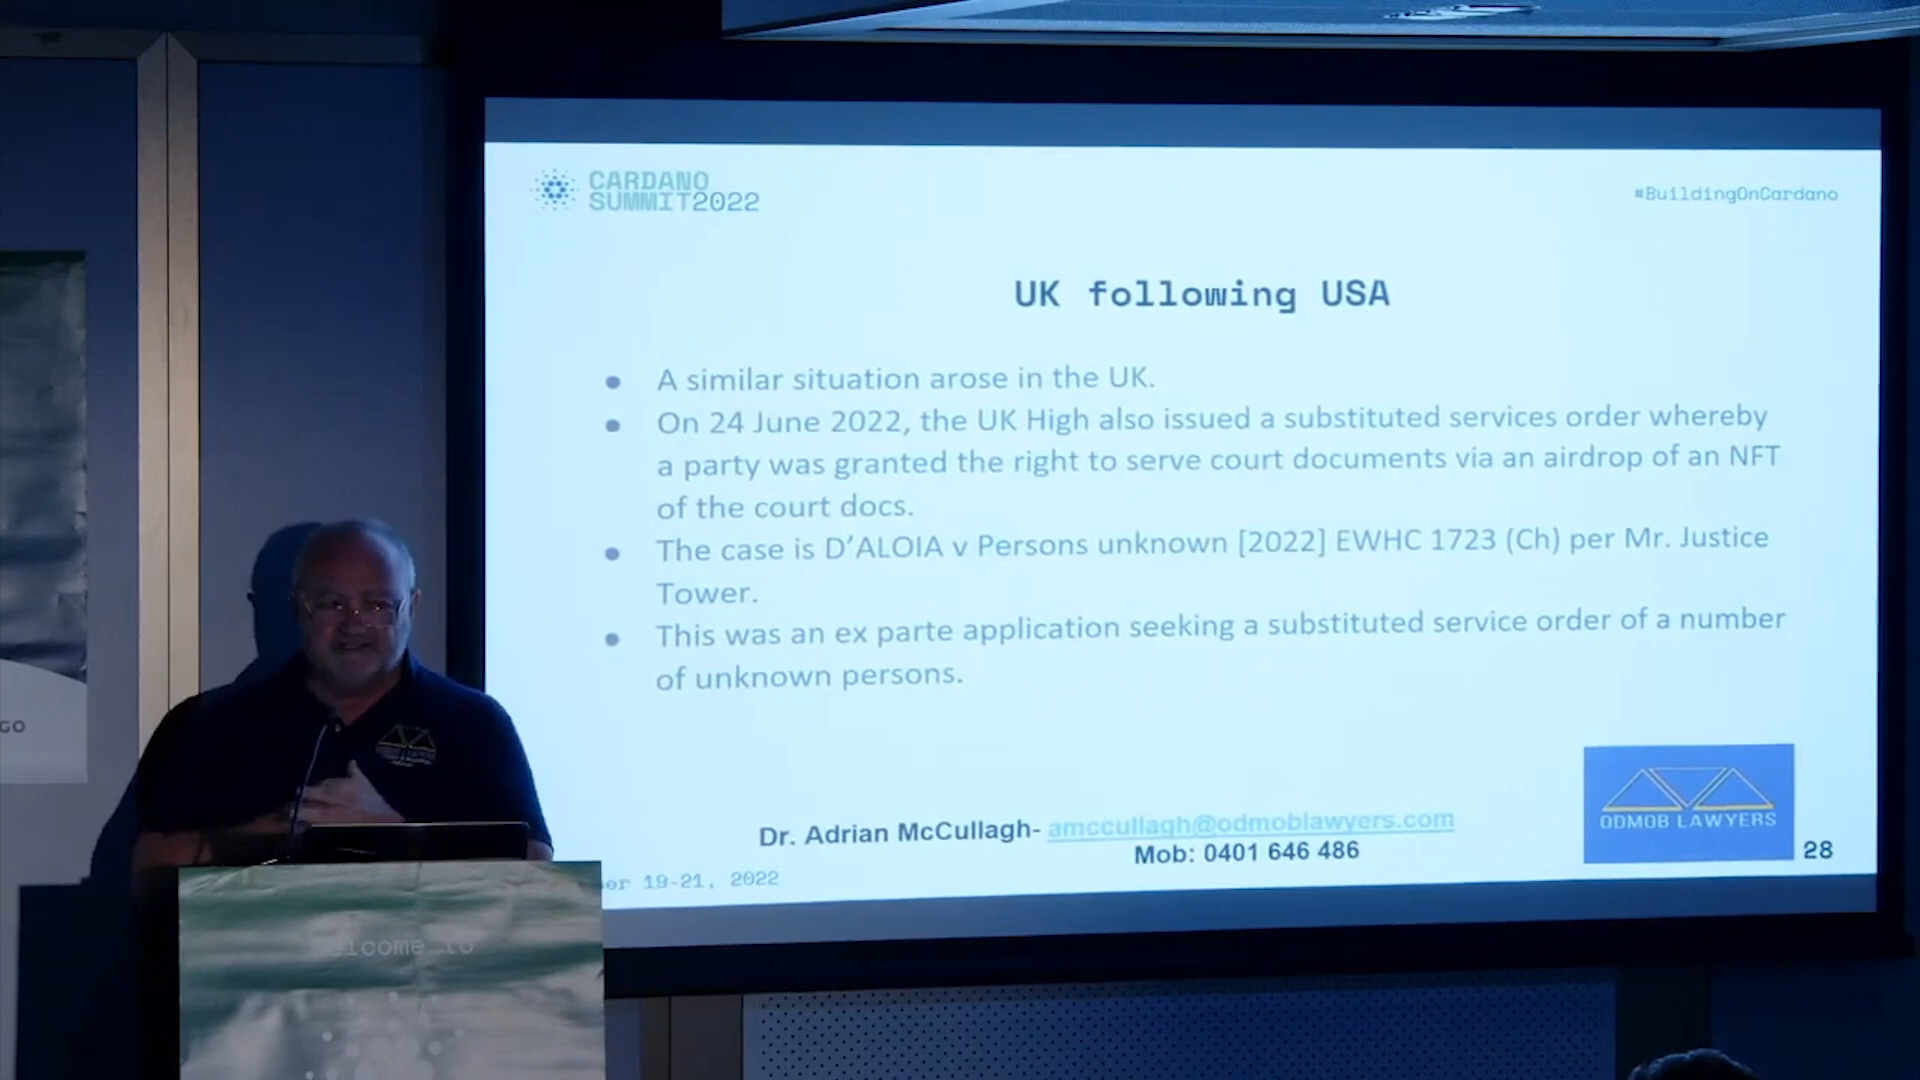 CARDANO
SUMMIT2022
#BuildingOnCardano
UK following USA
• A similar situation arose in the UK.
• On 24 June 2022, the UK High also issued a substituted services order whereby
a party was granted the right to serve court documents via an airdrop of an NFT
of the court docs.
• The case is D’ALOIA v Persons unknown [2022] EWHC 1723 (Ch) per Mr. Justice
Tower.
• This was an ex parte application seeking a substituted service order of a number
of unknown persons.
Dr. Adrian McCullagh- amccullagh@odmoblawyers.com
Mob: 0401 646 486
ODMOB LAWYERS
28
er 19-21, 2022
GO
elcome to